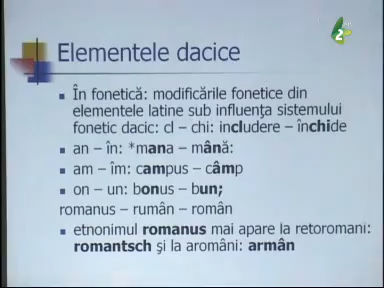 2
Elementele dacice
În fonetică: modificările fonetice din
elementele latine sub influenţa sistemului
fonetic dacic: cl – chi: includere – închide
an – în: *mana – mână:
am – îm: campus – câmp
on – un: bonus – bun;
romanus – rumân – român
etnonimul romanus mai apare la retoromani:
romantsch şi la aromâni: armân